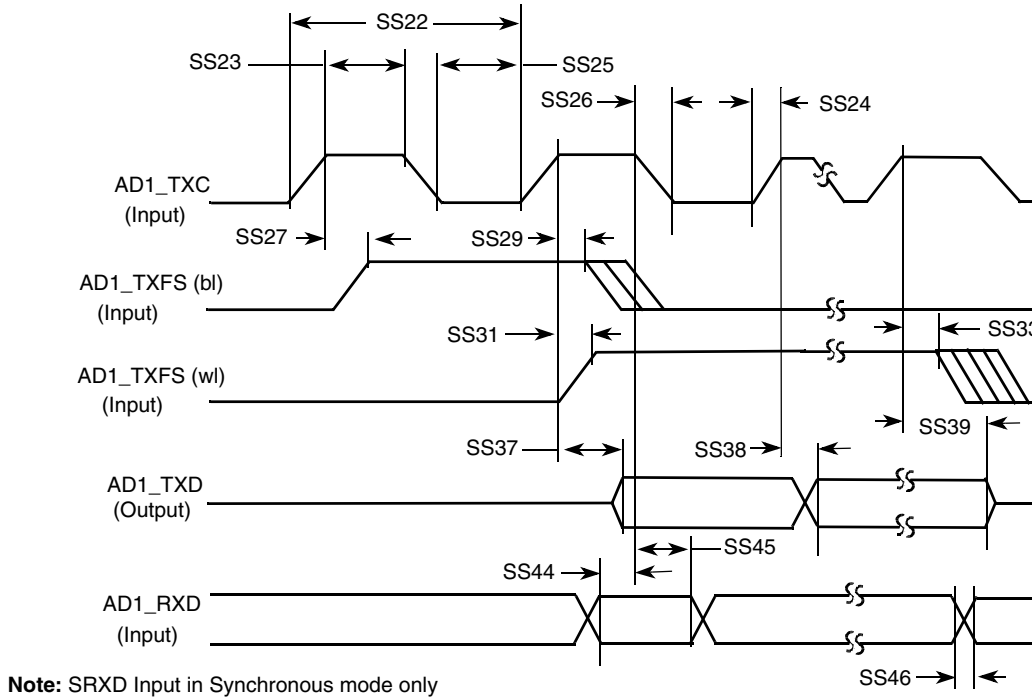 SS22
SS23
SS25
SS26
SS24
AD1_TXC
(Input)
SS27
SS29
AD1_TXFS (bl)
(Input)
SS31
SS33
AD1_TXFS (wl)
(Input)
SS37
SS38
SS39
AD1_TXD
(Output)
SS45
SS44
AD1_RXD
(Input)
SS46
Note: SRXD Input in Synchronous mode only